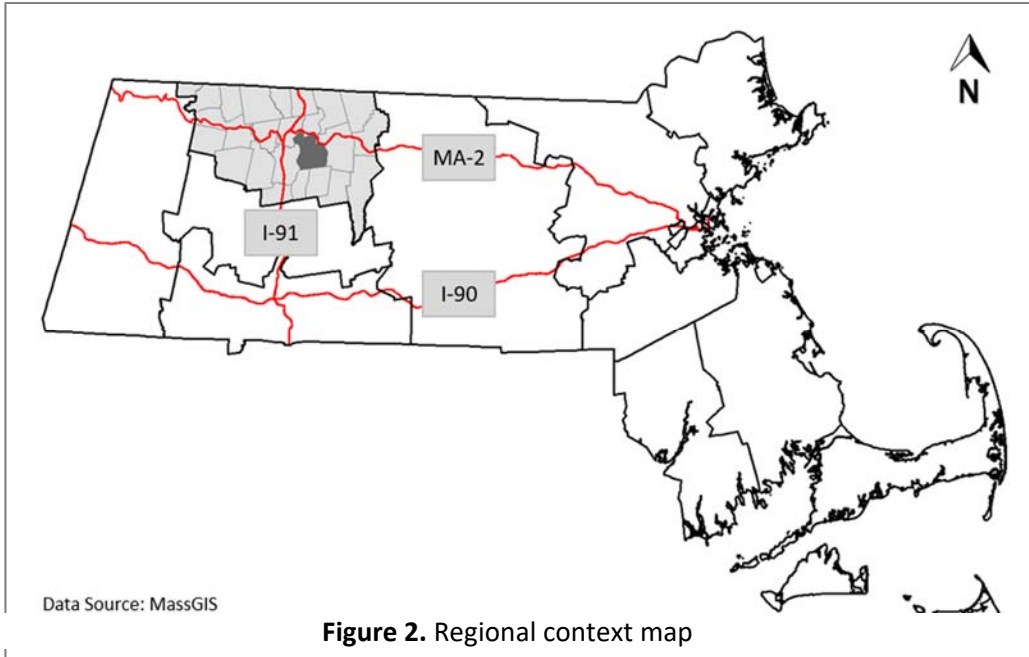 N
MA-2
I-91
I-90
Data Source: MassGIS
Figure 2. Regional context map